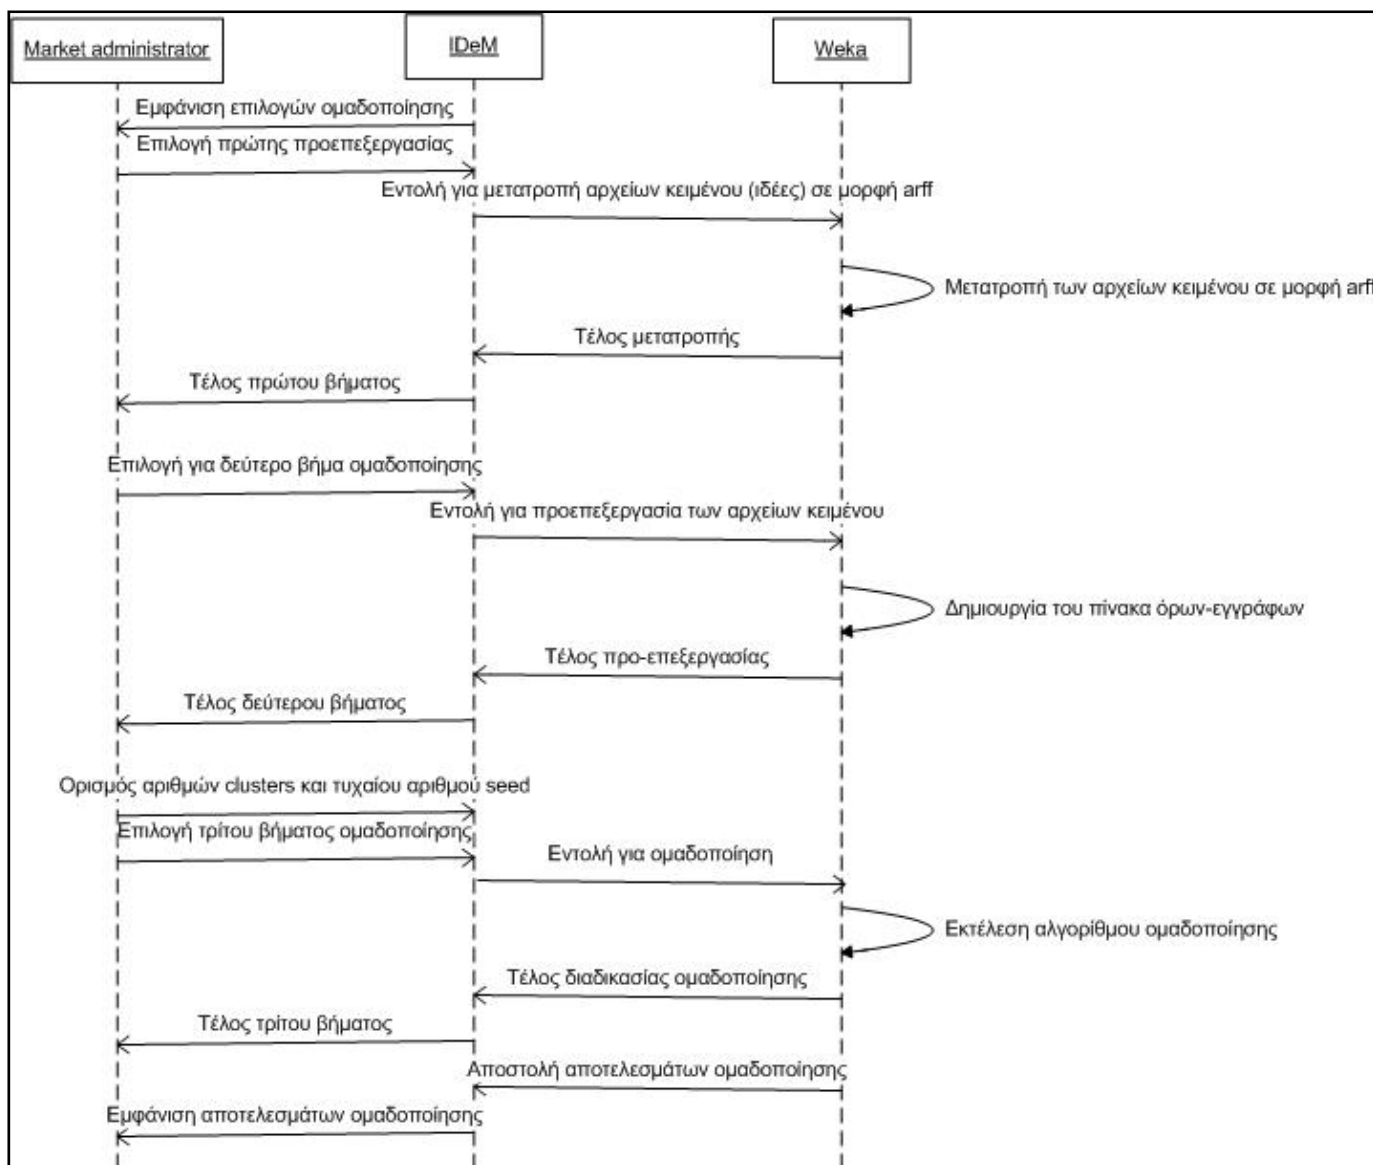 Market administrator
IDeM
Weka
Εμφάνιση επιλογών ομαδοποίησης
Επιλογή πρώτης προεπεξεργασίας
Εντολή για μετατροπή αρχείων κειμένου (ιδέες) σε μορφή arff
Μετατροπή των αρχείων κειμένου σε μορφή arff
Τέλος μετατροπής
Τέλος πρώτου βήματος
Επιλογή για δεύτερο βήμα ομαδοποίησης
Εντολή για προεπεξεργασία των αρχείων κειμένου
Δημιουργία του πίνακα όρων-εγγράφων
Τέλος προ-επεξεργασίας
Τέλος δεύτερου βήματος
Ορισμός αριθμών clusters και τυχαίου αριθμού seed
Επιλογή τρίτου βήματος ομαδοποίησης
Εντολή για ομαδοποίηση
Εκτέλεση αλγορίθμου ομαδοποίησης
Τέλος διαδικασίας ομαδοποίησης
Τέλος τρίτου βήματος
Αποστολή αποτελεσμάτων ομαδοποίησης
Εμφάνιση αποτελεσμάτων ομαδοποίησης